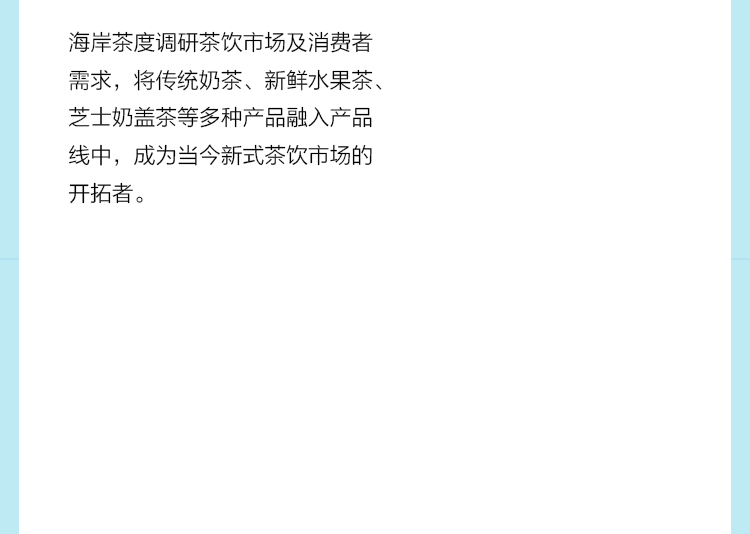 海岸茶度调研茶饮市场及消费者
需求，将传统奶茶、新鲜水果茶、
芝士奶盖茶等多种产品融入产品
线中，成为当今新式茶饮市场的
开拓者。